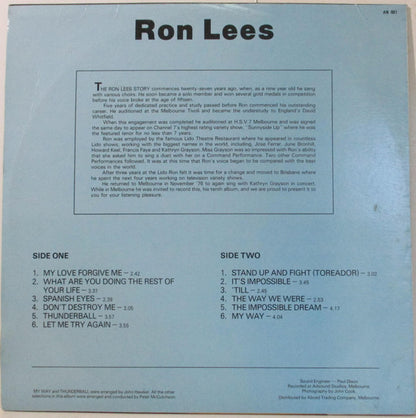 AN 001
Ron Lees
THE RON LEES STORY commences twenty-seven years ago, when, as a nine year old he sang
with various choirs. He soon became a solo member and won several gold medals in competition
before his voice broke at the age of fifteen.
Five years of dedicated practice and study passed before Ron commenced his outstanding
career. He auditioned at the Melbourne Tivoli and became the understudy to England's David
Whitfield.
When this engagement was completed he auditioned at H.S.V.7 Melbourne and was signed
the same day to appear on Channel 7's highest rating variety show, "Sunnyside Up" where he was
the featured tenor for no less than 7 years.
Ron was employed by the famous Lido Theatre Restaurant where he appeared in countless
Lido shows, working with the biggest names in the world, including, Jose Ferrer, June Bronhill,
Howard Keel, Francis Faye and Kathryn Grayson. Miss Grayson was so impressed with Ron's ability
that she asked him to sing a duet with her on a Command Performance. Two other Command
Performances followed. It was at this time that Ron's voice began to be compared with the best
voices in the world.
After three years at the Lido Ron felt it was time for a change and moved to Brisbane where
he spent the next four years working on television variety shows.
He returned to Melbourne in November '76 to again sing with Kathryn Grayson in concert.
While in Melbourne he was invited to record this, his tenth album, and we are proud to present it to
you for your listening pleasure.
SIDE ONE
1. MY LOVE FORGIVE ME – 2.42
2. WHAT ARE YOU DOING THE REST OF
YOUR LIFE – 3.31
3. SPANISH EYES – 2.39
4. DON'T DESTROY ME – 3.05
5. THUNDERBALL – 3.57
6. LET ME TRY AGAIN – 3.56
SIDE TWO
1. STAND UP AND FIGHT (TOREADOR) – 3.02
2. IT'S IMPOSSIBLE – 3.45
3. 'TILL – 2.45
4. THE WAY WE WERE – 2.53
5. THE IMPOSSIBLE DREAM – 4.17
6. MY WAY – 4.04
MY WAY and THUNDERBALL were arranged by John Hawker. All the other
selections in this album were arranged and conducted by Peter McCutcheon.
Sound Engineer – Paul Dixon
Recorded at Allsound Studios, Melbourne
Photographs by John Cook.
Distributed by Abcad Trading Company, Melbourne.